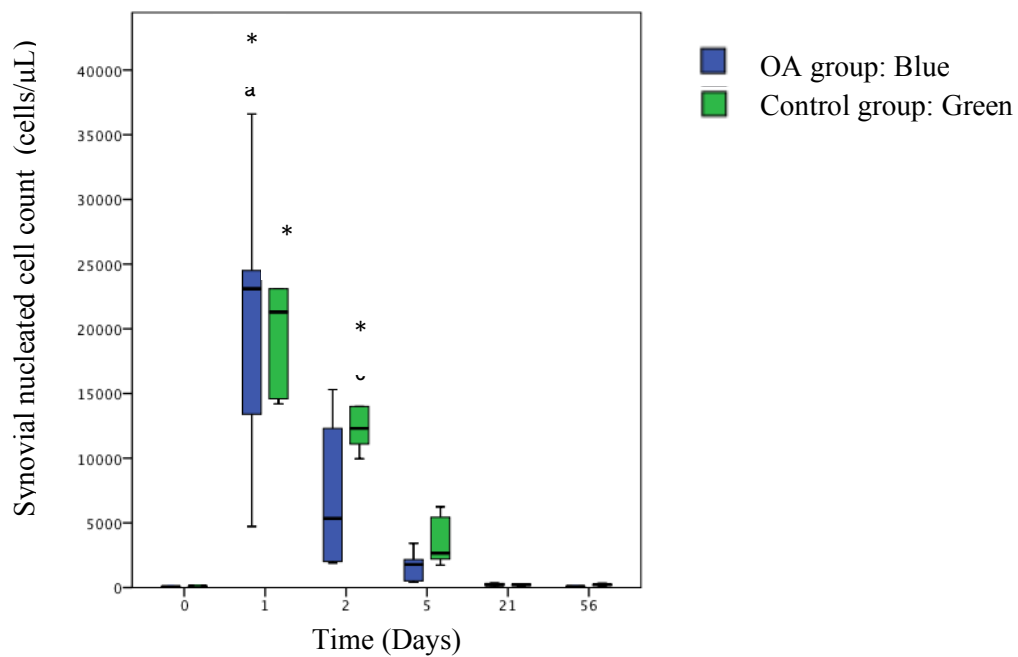 Synovial nucleated cell count (cells/μL)
40000
35000
30000
25000
20000
15000
10000
5000
0
*
a
*
*
0 1 2 5 21 56
Time (Days)
OA group: Blue
Control group: Green